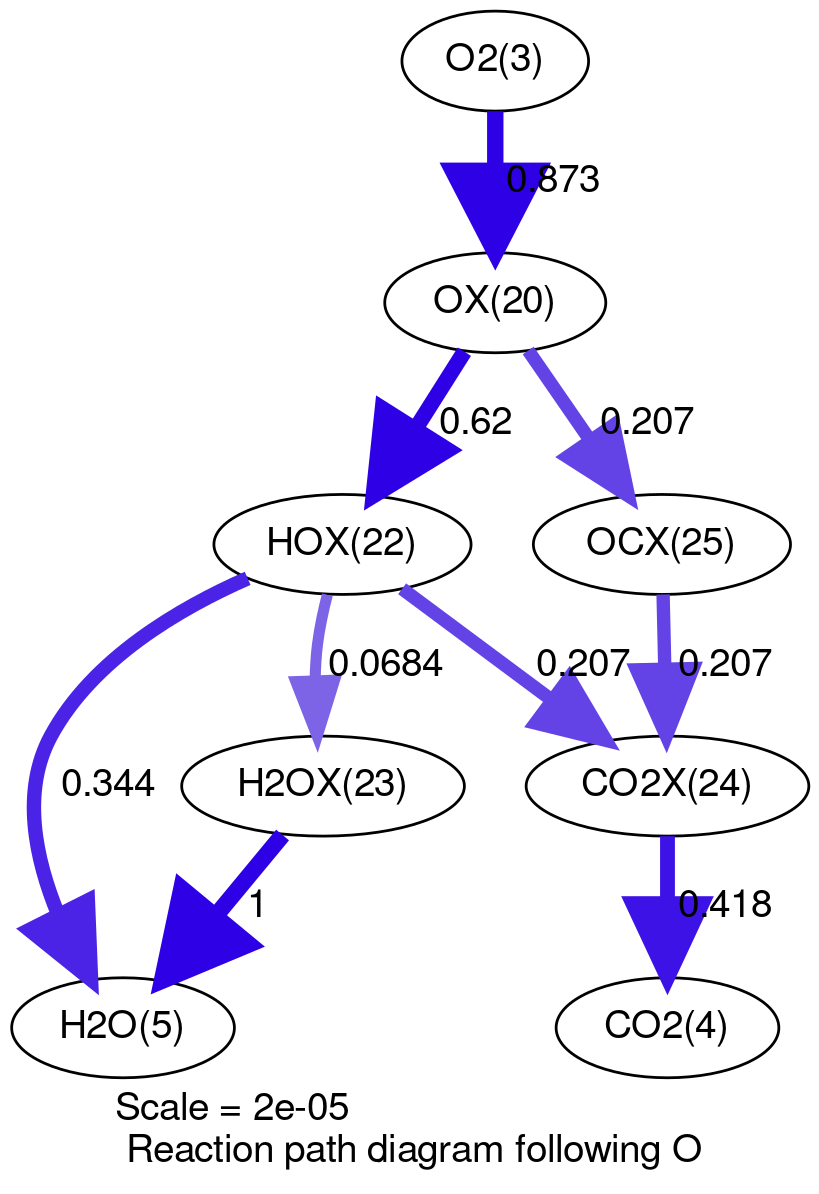 O2(3)
0.873
OX(20)
0.62
0.207
HOX(22)
OCX(25)
0.0684
0.207
0.207
0.344
H2OX(23)
CO2X(24)
1
0.418
H2O(5)
CO2(4)
Scale = 2e-05
Reaction path diagram following O